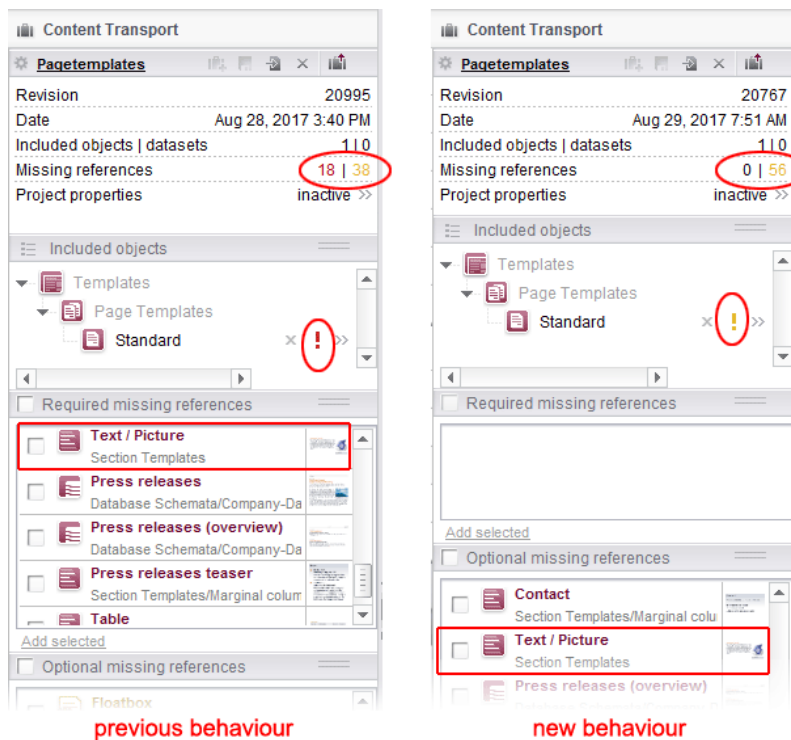 Content Transport
Pagetemplates
Revision 20995
Date Aug 28, 2017 3:40 PM
Included objects | datasets 1 | 0
Missing references 18 | 38
Project properties inactive >>
Included objects
Templates
Page Templates
Standard × ! >>
Required missing references
Text / Picture
Section Templates
Press releases
Database Schemata/Company-Da
Press releases (overview)
Database Schemata/Company-Da
Press releases teaser
Section Templates/Marginal colum
Table
Add selected
Optional missing references
Floatbox
previous behaviour
Content Transport
Pagetemplates
Revision 20767
Date Aug 29, 2017 7:51 AM
Included objects | datasets 1 | 0
Missing references 0 | 56
Project properties inactive >>
Included objects
Templates
Page Templates
Standard × ! >>
Required missing references
Add selected
Optional missing references
Contact
Section Templates/Marginal colu
Text / Picture
Section Templates
Press releases (overview)
new behaviour